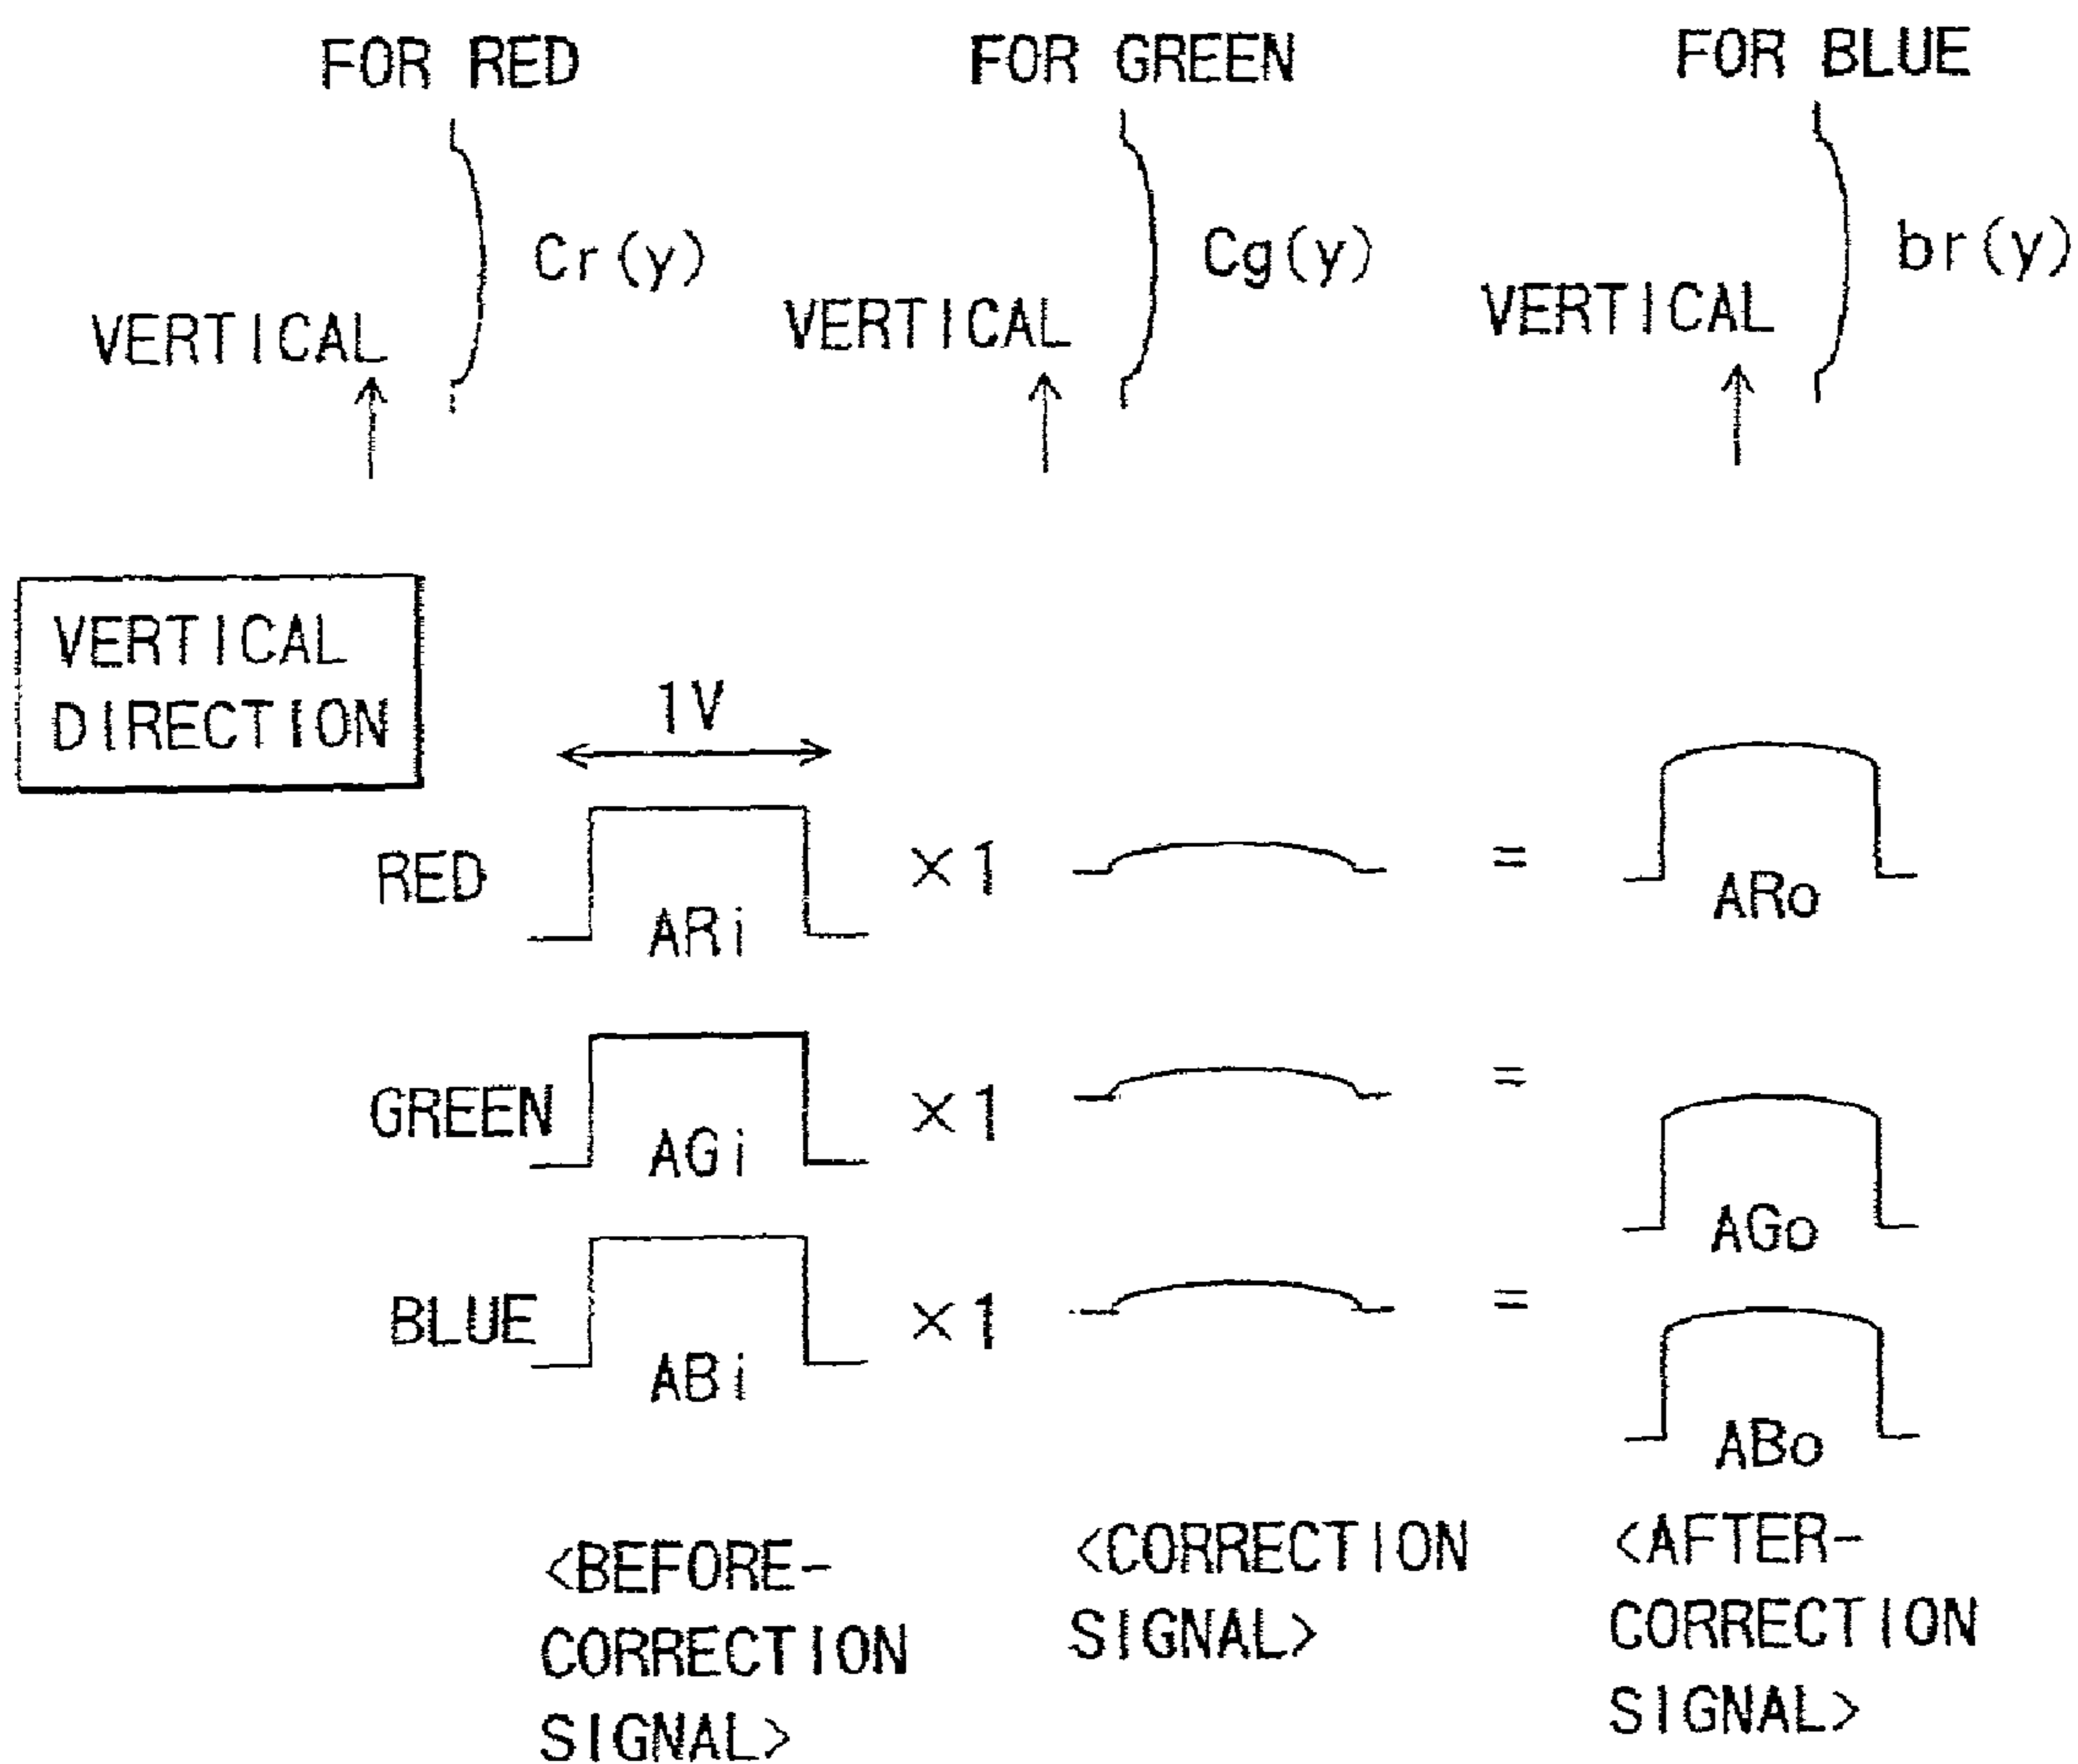 FOR RED FOR GREEN FOR BLUE
Cr(y) Cg(y) br(y)
VERTICAL VERTICAL VERTICAL
VERTICAL
DIRECTION
1V
RED ARi ×1 = ARo
GREEN AGi ×1 = AGo
BLUE ABi ×1 = ABo
<BEFORE-
CORRECTION
SIGNAL>
<CORRECTION
SIGNAL>
<AFTER-
CORRECTION
SIGNAL>